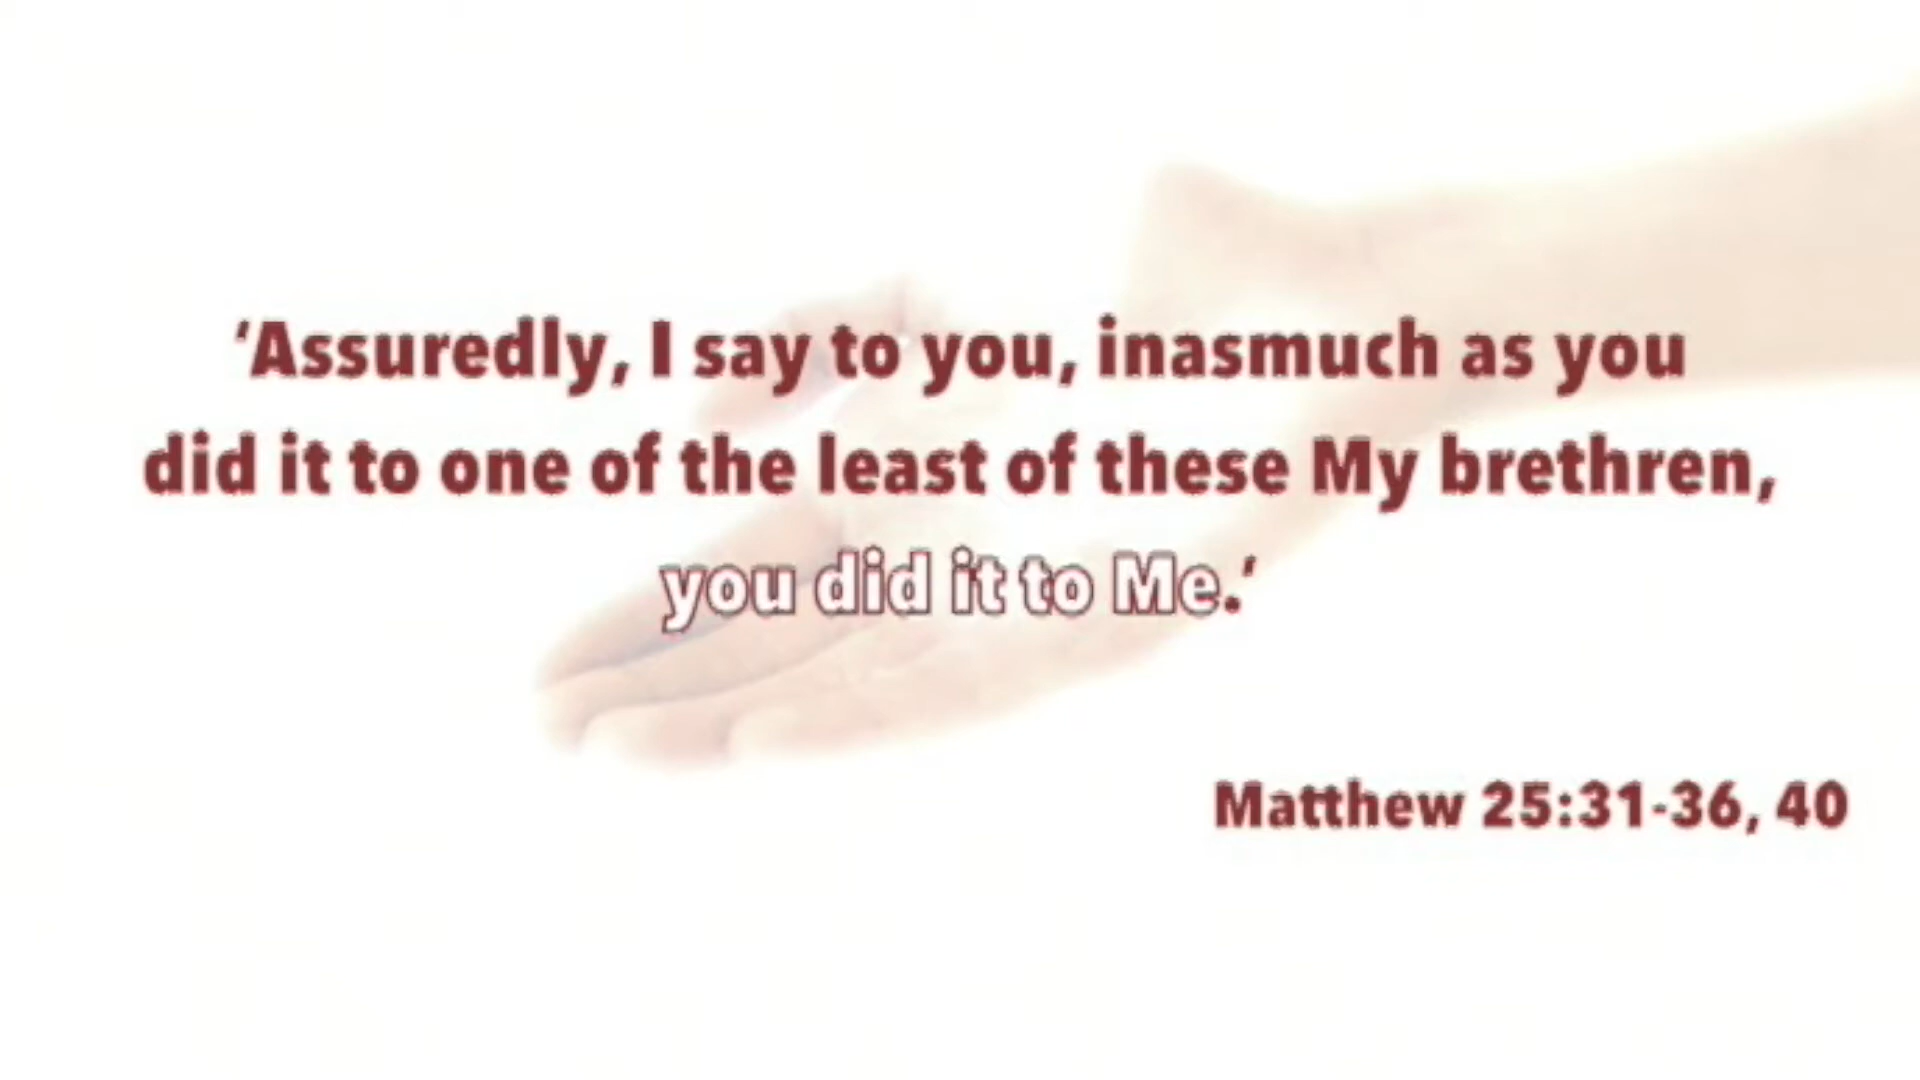 ‘Assuredly, I say to you, inasmuch as you
did it to one of the least of these My brethren,
you did it to Me.‘
Matthew 25:31-36, 40